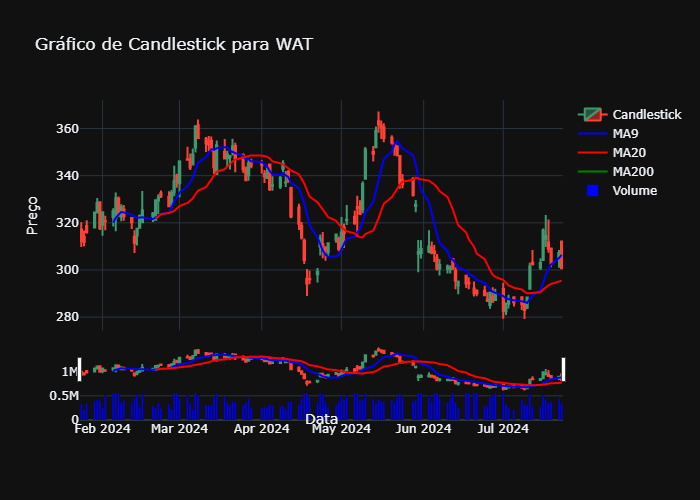 Gráfico de Candlestick para WAT
Candlestick
MA9
MA20
MA200
Volume
Preço
360
340
320
300
280
1M
0.5M
0
Feb 2024
Mar 2024
Apr 2024
May 2024
Jun 2024
Jul 2024
Data